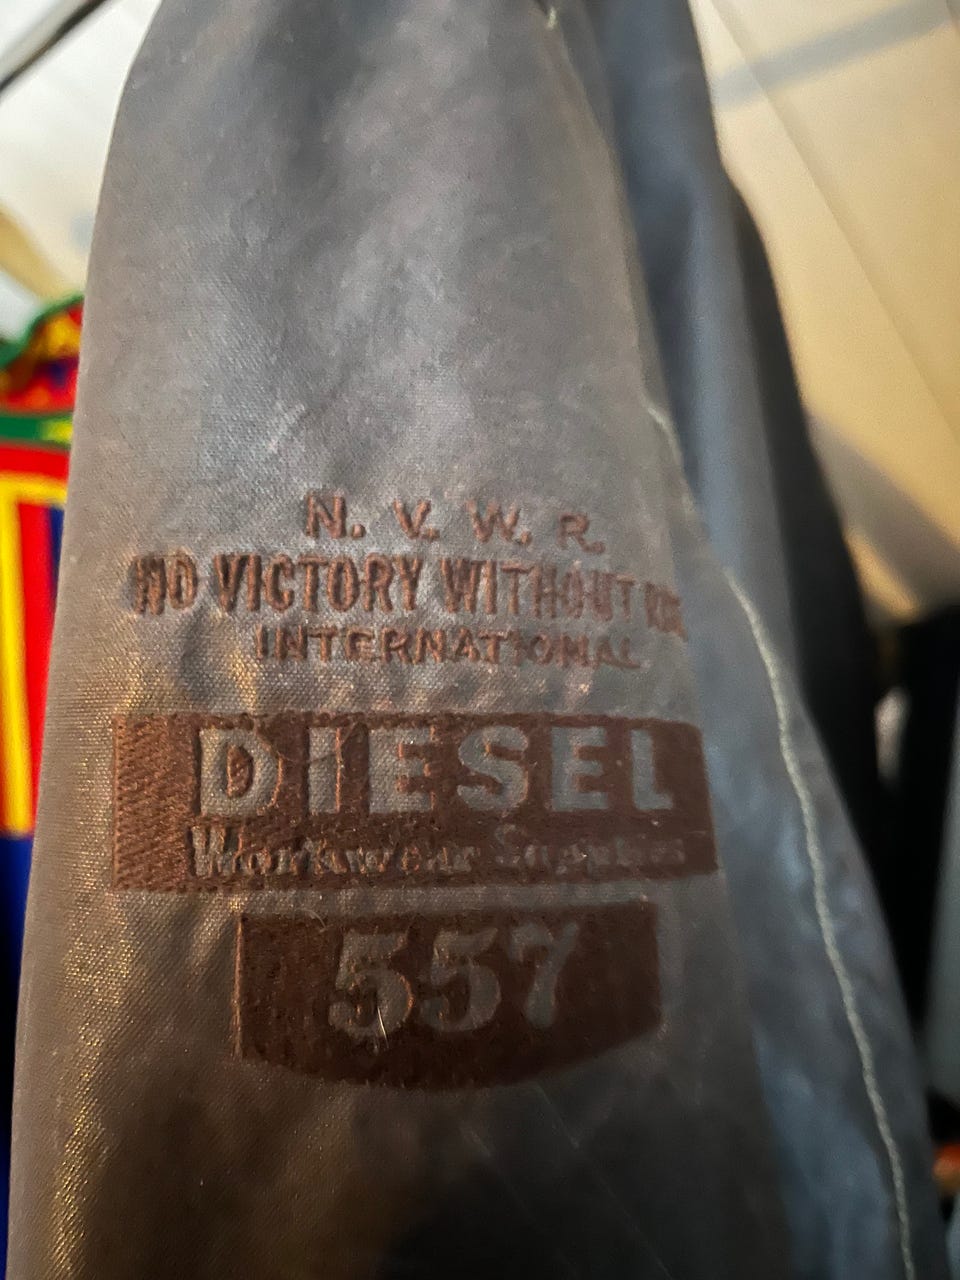 N. V. W. R.
NO VICTORY WITHOUT
INTERNATIONAL
DIESEL
Workwear Supplies
557